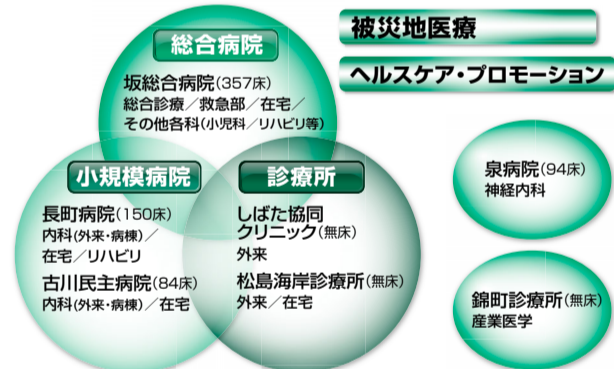 総合病院
坂総合病院(357床)
総合診療／救急部／在宅／
その他各科(小児科／リハビリ等)
小規模病院
長町病院(150床)
内科(外来・病棟)／
在宅／リハビリ
古川民主病院(84床)
内科(外来・病棟)／在宅
診療所
しばた協同
クリニック(無床)
外来
松島海岸診療所(無床)
外来／在宅
被災地医療
ヘルスケア・プロモーション
泉病院(94床)
神経内科
錦町診療所(無床)
産業医学